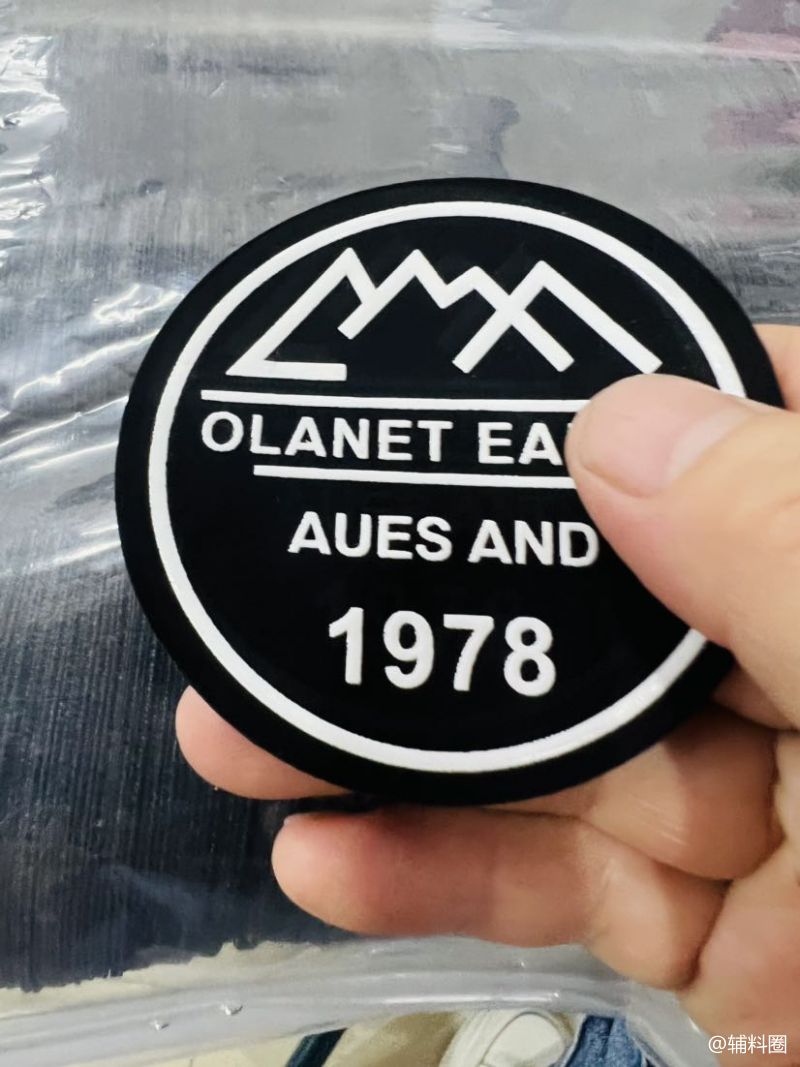 OLANET EA
AUES AND
1978
@辅料圈